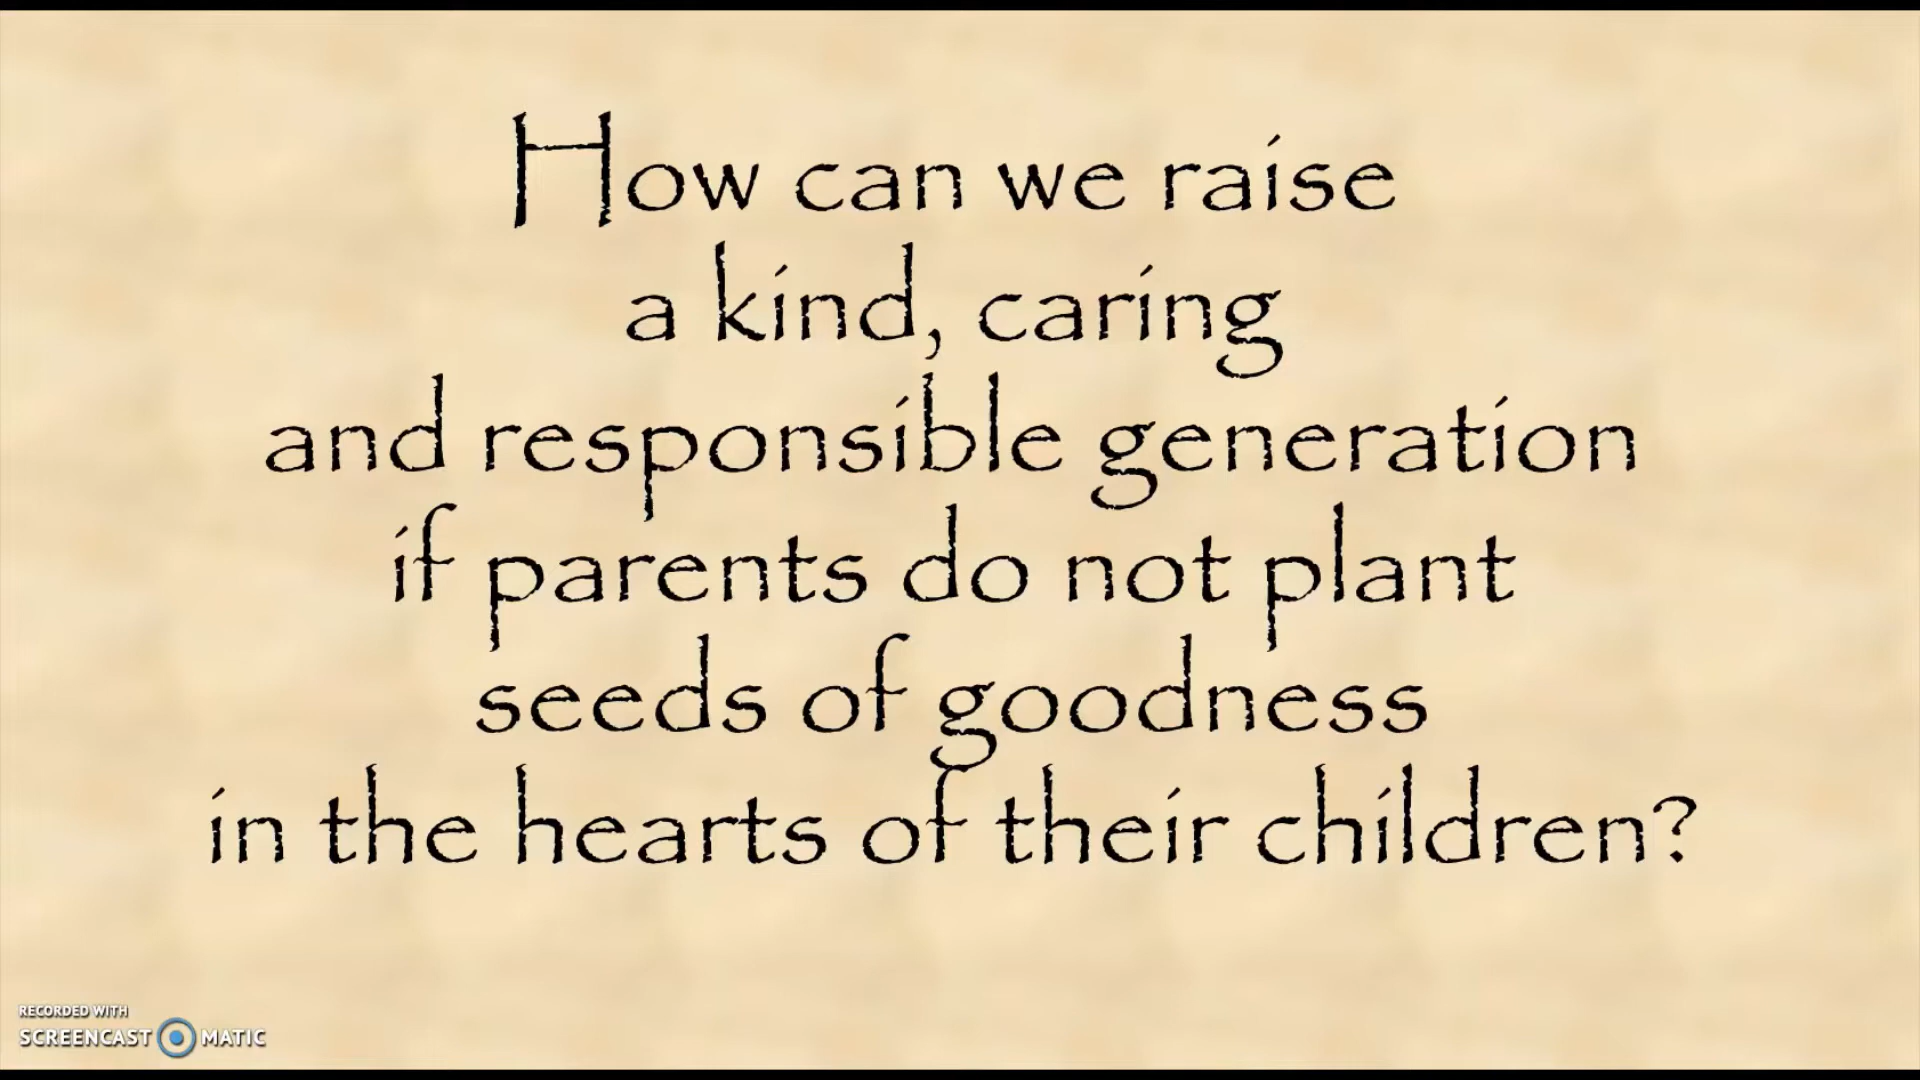 How can we raise
a kind, caring
and responsible generation
if parents do not plant
seeds of goodness
in the hearts of their children?
RECORDED WITH
SCREENCAST MATIC